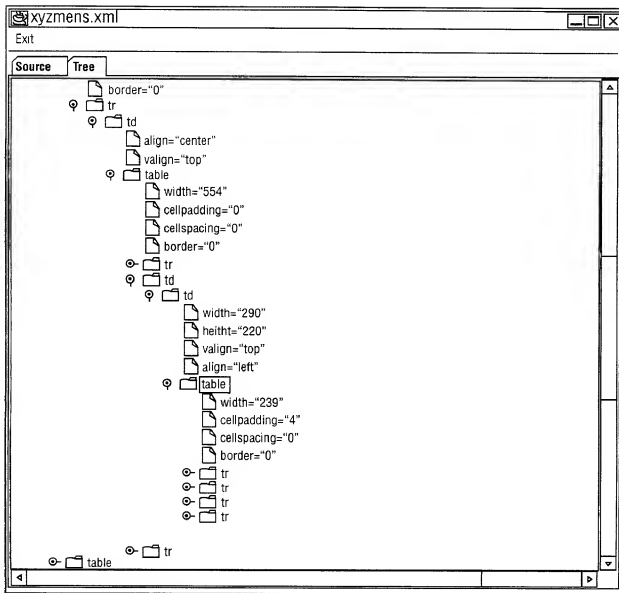 xyzmens.xml
Exit
Source Tree
border="0"
tr
td
align="center"
valign="top"
table
width="554"
cellpadding="0"
cellspacing="0"
border="0"
tr
td
td
width="290"
heitht="220"
valign="top"
align="left"
table
width="239"
cellpadding="4"
cellspacing="0"
border="0"
tr
tr
tr
tr
tr
table